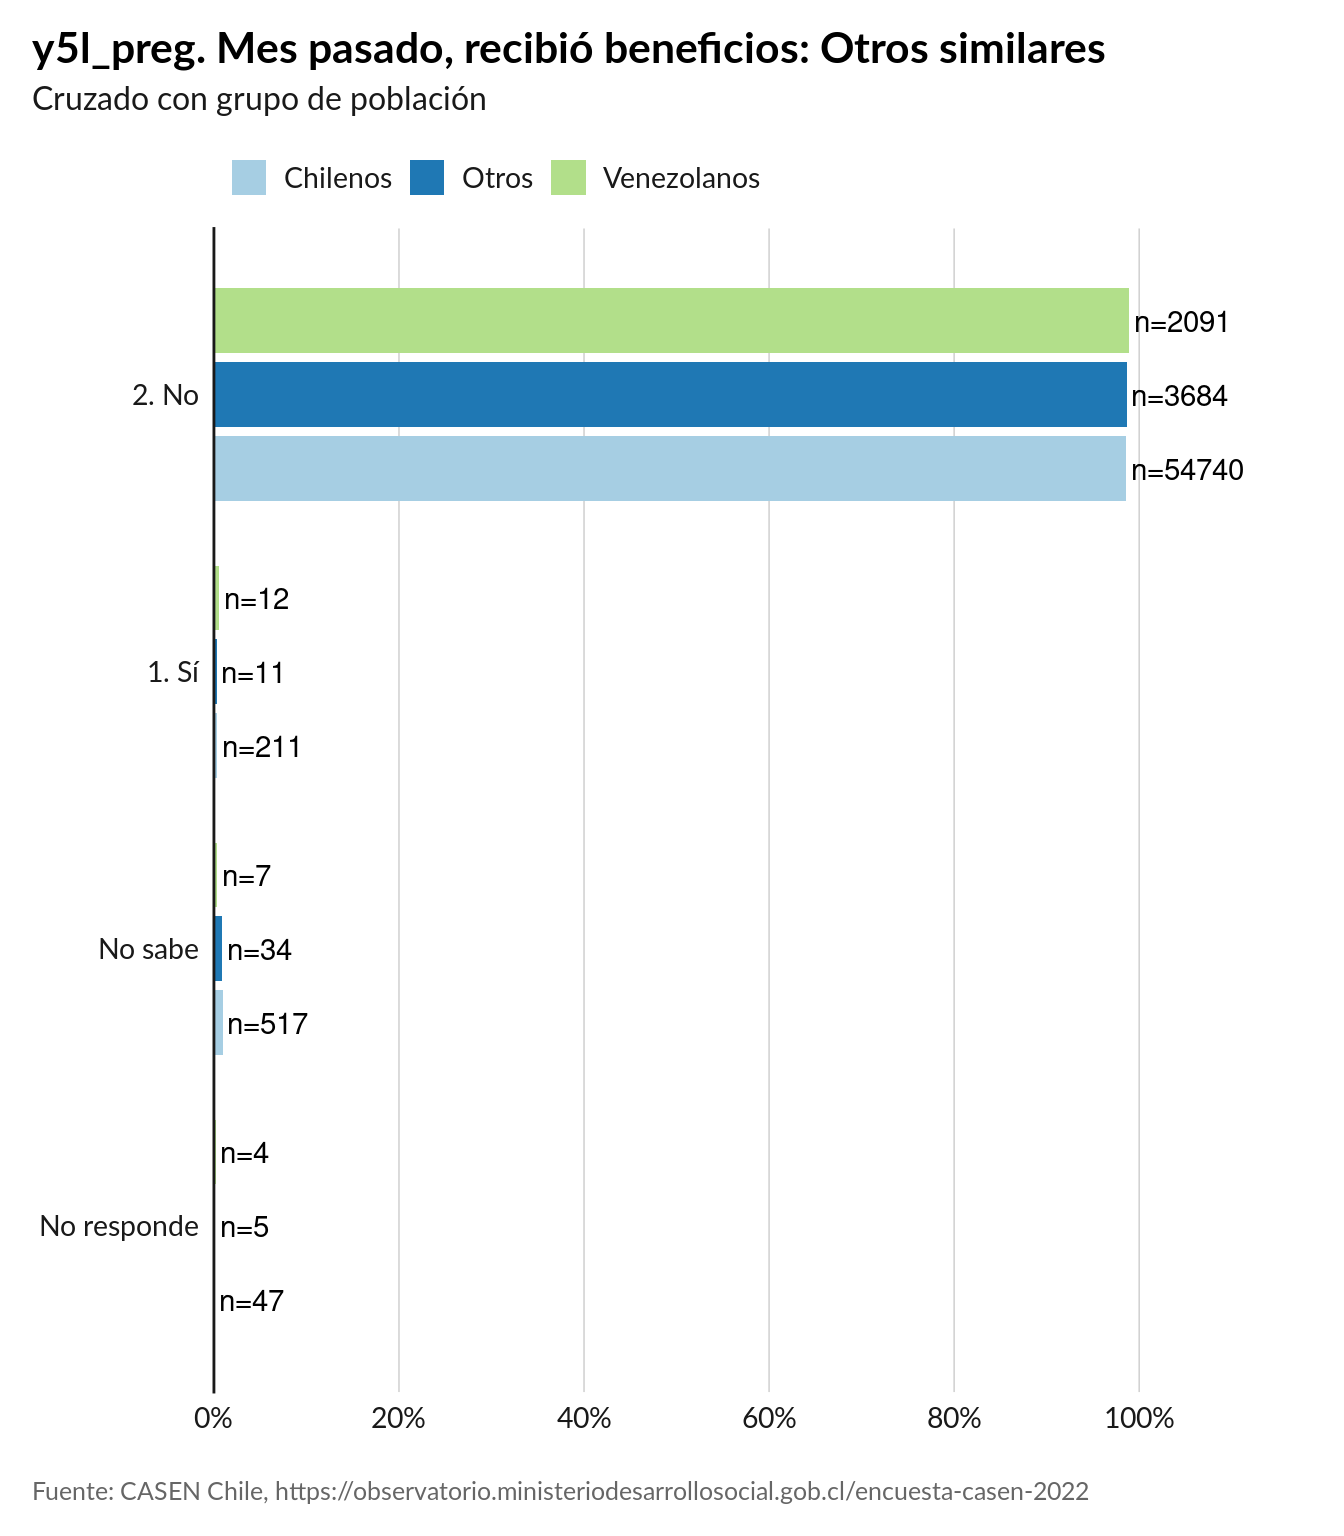 y5l_preg. Mes pasado, recibió beneficios: Otros similares
Cruzado con grupo de población
Chilenos Otros Venezolanos
n=2091
2. No n=3684
n=54740
n=12
1. Sí n=11
n=211
n=7
No sabe n=34
n=517
n=4
No responde n=5
n=47
0% 20% 40% 60% 80% 100%
Fuente: CASEN Chile, https://observatorio.ministeriodesarrollosocial.gob.cl/encuesta-casen-2022